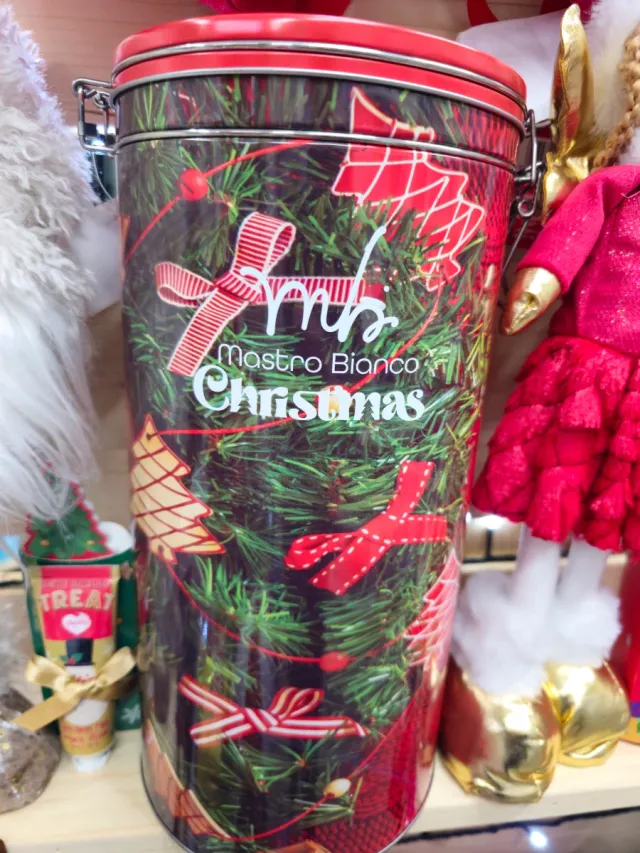 mb
Mastro Bianco
Christmas
TREAT